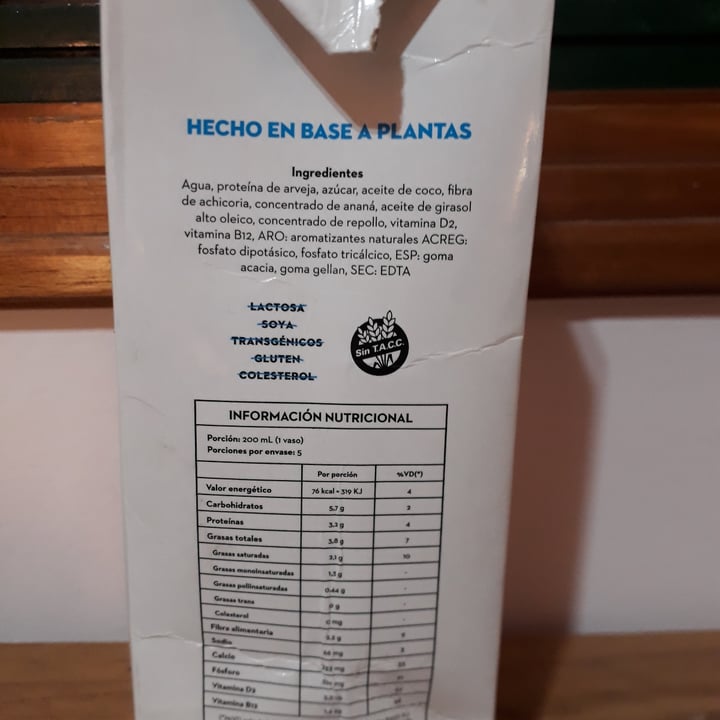 HECHO EN BASE A PLANTAS
Ingredientes
Agua, proteína de arveja, azúcar, aceite de coco, fibra
de achicoria, concentrado de ananá, aceite de girasol
alto oleico, concentrado de repollo, vitamina D2,
vitamina B12, ARO: aromatizantes naturales ACREG:
fosfato dipotásico, fosfato tricálcico, ESP: goma
acacia, goma gellan, SEC: EDTA
LACTOSA
SOYA
TRANSGÉNICOS
GLUTEN
COLESTEROL
Sin T.A.C.C.
INFORMACIÓN NUTRICIONAL
Porción: 200 mL (1 vaso)
Porciones por envase: 5
Por porción %VD(*)
Valor energético 76 kcal = 319 KJ 4
Carbohidratos 5,7 g 2
Proteínas 3,2 g 4
Grasas totales 3,8 g 7
Grasas saturadas 2,1 g 10
Grasas monoinsaturadas 1,3 g -
Grasas poliinsaturadas 0,44 g -
Grasas trans 0 g -
Colesterol 0 mg -
Fibra alimentaria
Sodio
Calcio
Fósforo
Vitamina D2
Vitamina B12